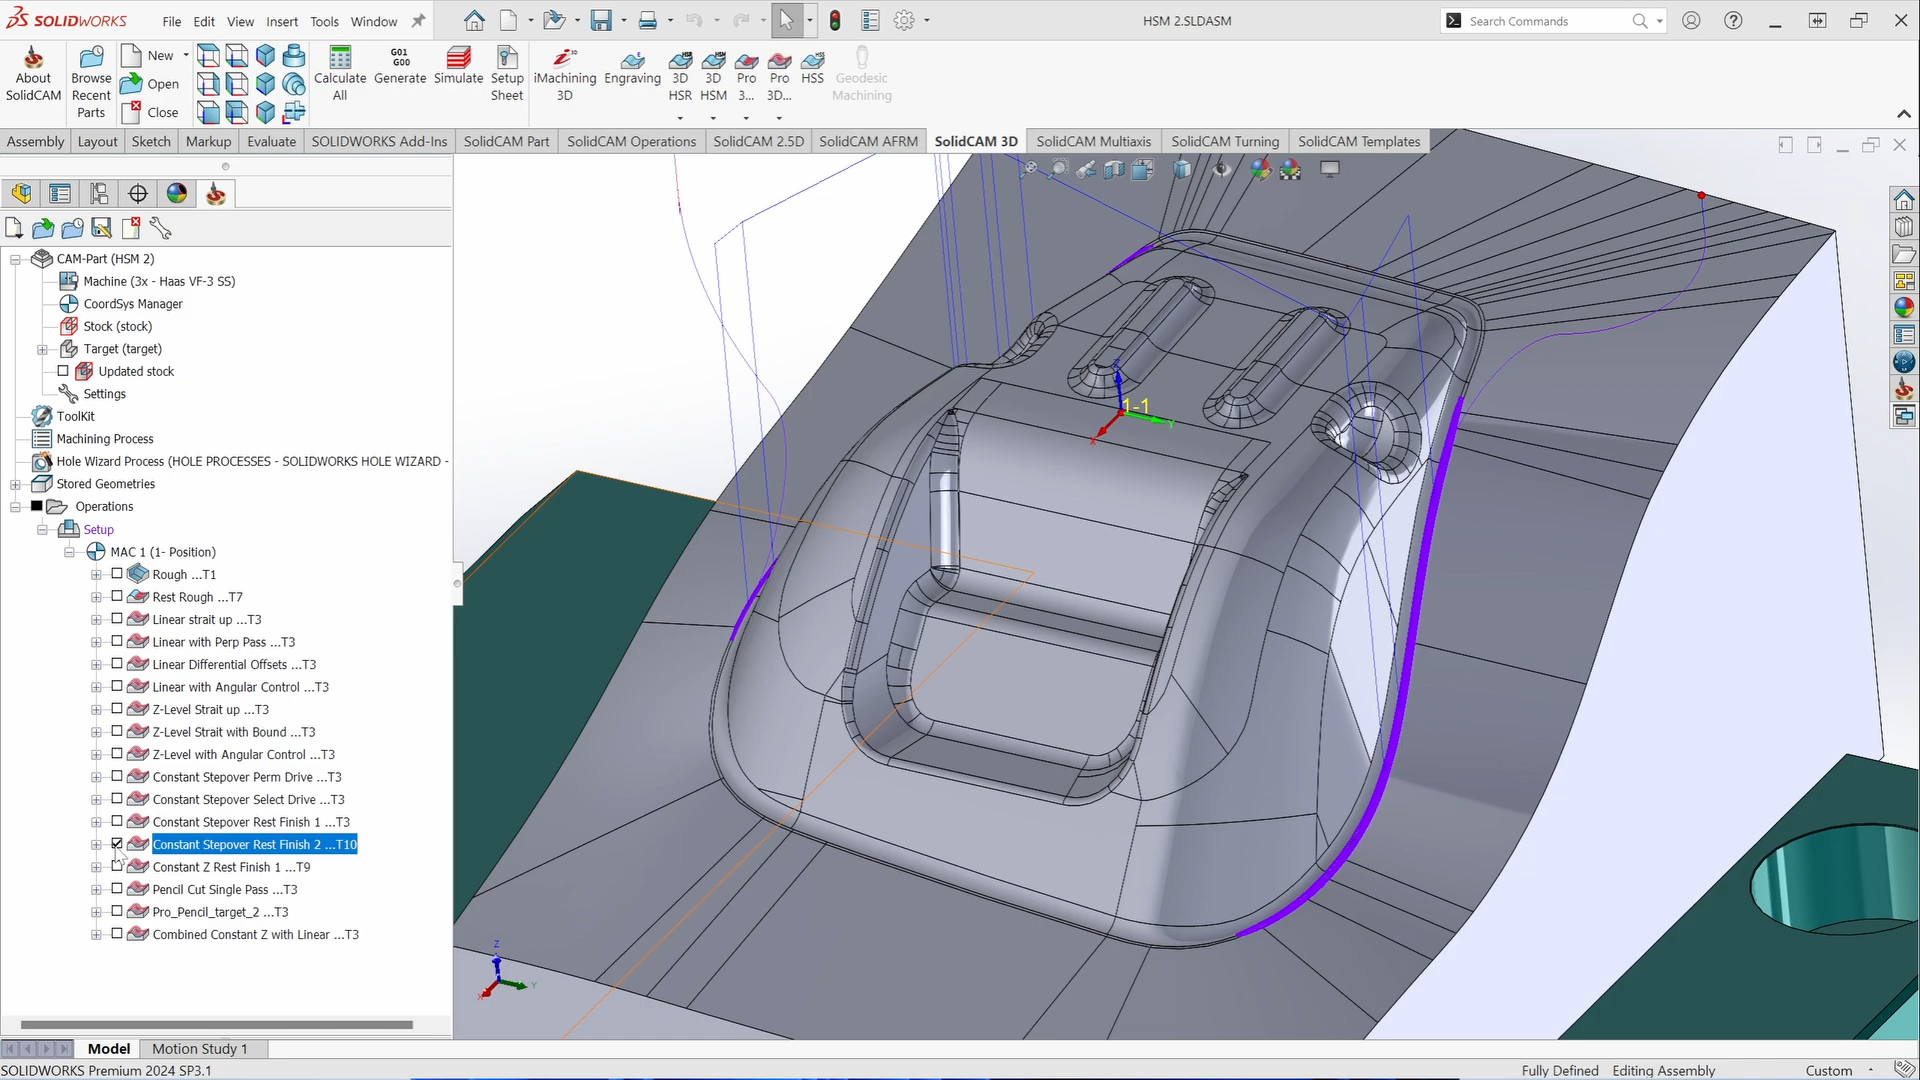 SOLIDWORKS
File Edit View Insert Tools Window
HSM 2.SLDASM
Search Commands
About SolidCAM
Browse Recent Parts
New
Open
Close
Calculate All
G01 G00
Generate
Simulate
Setup Sheet
iMachining 3D
Engraving
3D HSR
3D HSM
Pro 3...
Pro 3D...
HSS
Geodesic Machining
Assembly Layout Sketch Markup Evaluate SOLIDWORKS Add-Ins SolidCAM Part SolidCAM Operations SolidCAM 2.5D SolidCAM AFRM SolidCAM 3D SolidCAM Multiaxis SolidCAM Turning SolidCAM Templates
CAM-Part (HSM 2)
Machine (3x - Haas VF-3 SS)
CoordSys Manager
Stock (stock)
Target (target)
Updated stock
Settings
ToolKit
Machining Process
Hole Wizard Process (HOLE PROCESSES - SOLIDWORKS HOLE WIZARD -
Stored Geometries
Operations
Setup
MAC 1 (1- Position)
Rough ...T1
Rest Rough ...T7
Linear strait up ...T3
Linear with Perp Pass ...T3
Linear Differential Offsets ...T3
Linear with Angular Control ...T3
Z-Level Strait up ...T3
Z-Level Strait with Bound ...T3
Z-Level with Angular Control ...T3
Constant Stepover Perm Drive ...T3
Constant Stepover Select Drive ...T3
Constant Stepover Rest Finish 1 ...T3
Constant Stepover Rest Finish 2 ...T10
Constant Z Rest Finish 1 ...T9
Pencil Cut Single Pass ...T3
Pro_Pencil_target_2 ...T3
Combined Constant Z with Linear ...T3
Z
1-1
Y
X
Z
Y
X
Model Motion Study 1
SOLIDWORKS Premium 2024 SP3.1
Fully Defined Editing Assembly Custom